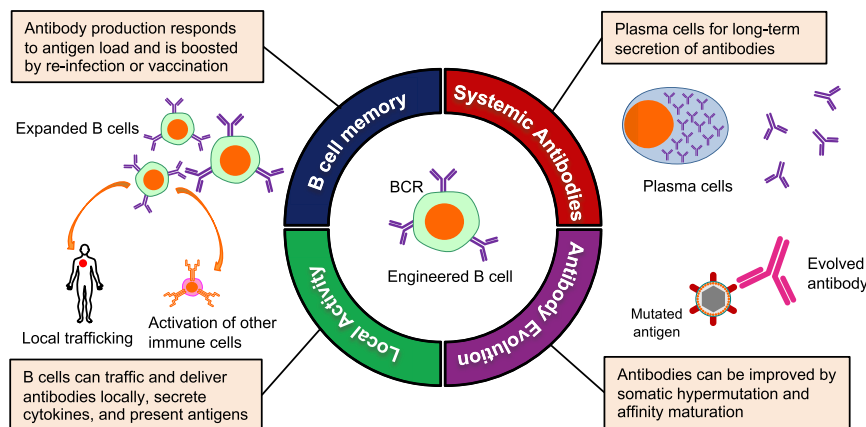 Antibody production responds
to antigen load and is boosted
by re-infection or vaccination
Plasma cells for long-term
secretion of antibodies
Expanded B cells
B cell memory
Systemic Antibodies
Plasma cells
BCR
Engineered B cell
Local trafficking
Activation of other
immune cells
Local Activity
Antibody Evolution
Evolved
antibody
Mutated
antigen
B cells can traffic and deliver
antibodies locally, secrete
cytokines, and present antigens
Antibodies can be improved by
somatic hypermutation and
affinity maturation